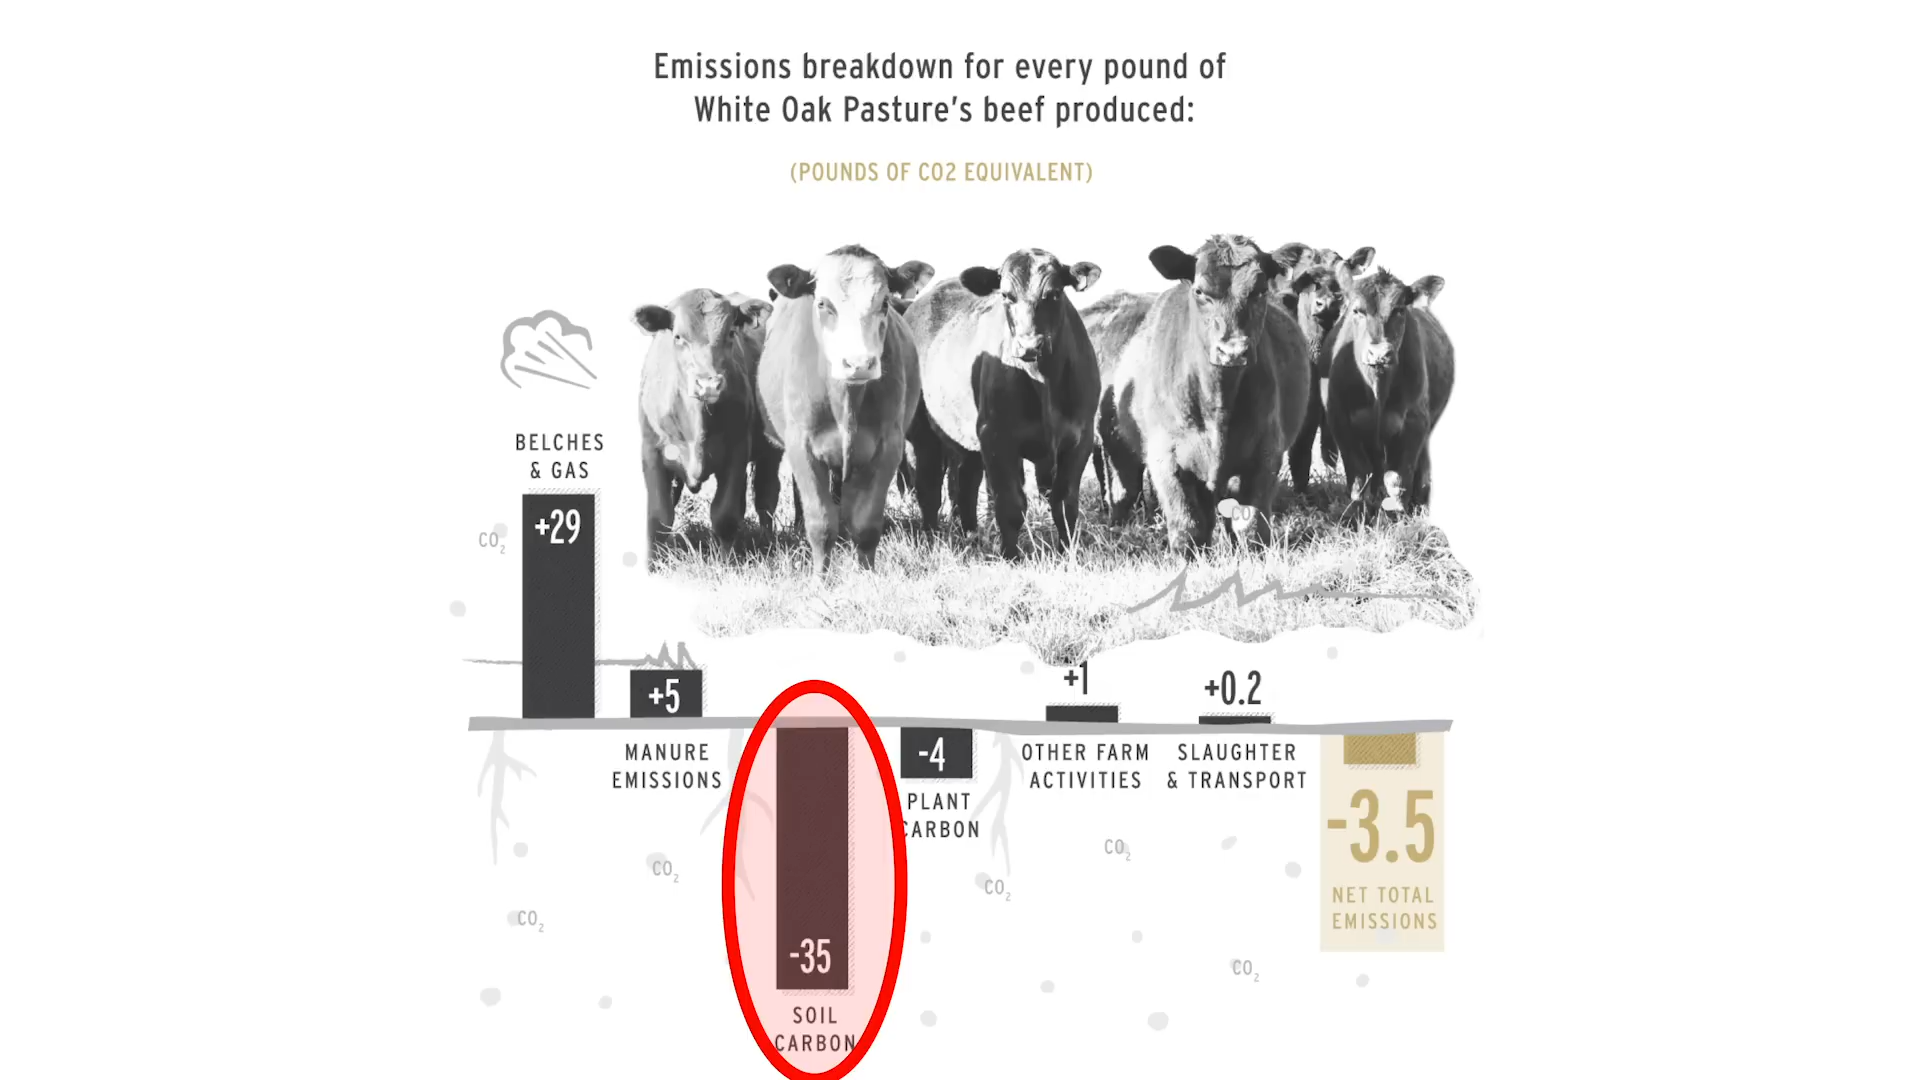 Emissions breakdown for every pound of
White Oak Pasture's beef produced:
(POUNDS OF CO2 EQUIVALENT)
BELCHES
& GAS
+29
CO2
CO
+5
+1
+0.2
MANURE
EMISSIONS
-35
SOIL
CARBON
-4
PLANT
CARBON
OTHER FARM
ACTIVITIES
SLAUGHTER
& TRANSPORT
-3.5
NET TOTAL
EMISSIONS
CO2
CO2
CO2
CO2
CO2